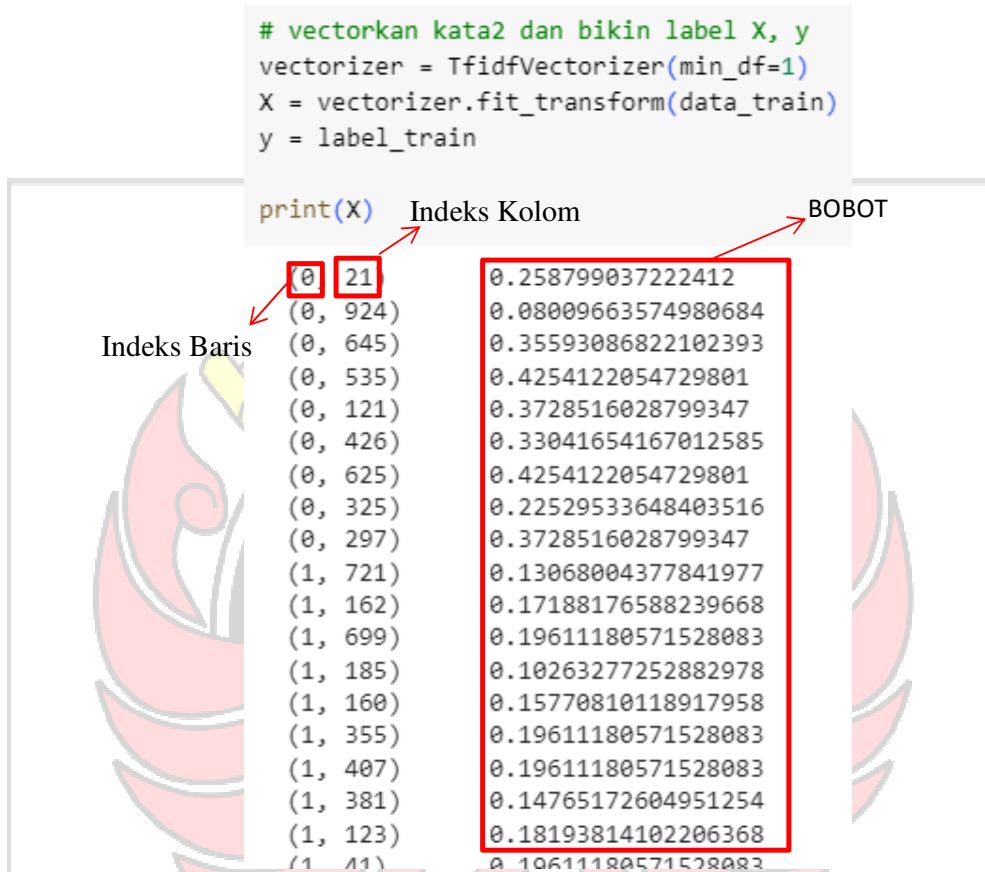 # vectorkan kata2 dan bikin label X, y
vectorizer = TfidfVectorizer(min_df=1)
X = vectorizer.fit_transform(data_train)
y = label_train
print(X) Indeks Kolom BOBOT
(0, 21) 0.258799037222412
(0, 924) 0.08009663574980684
Indeks Baris (0, 645) 0.35593086822102393
(0, 535) 0.4254122054729801
(0, 121) 0.3728516028799347
(0, 426) 0.33041654167012585
(0, 625) 0.4254122054729801
(0, 325) 0.22529533648403516
(0, 297) 0.3728516028799347
(1, 721) 0.13068004377841977
(1, 162) 0.17188176588239668
(1, 699) 0.19611180571528083
(1, 185) 0.10263277252882978
(1, 160) 0.15770810118917958
(1, 355) 0.19611180571528083
(1, 407) 0.19611180571528083
(1, 381) 0.14765172604951254
(1, 123) 0.18193814102206368
(1, 41) 0.19611180571528083